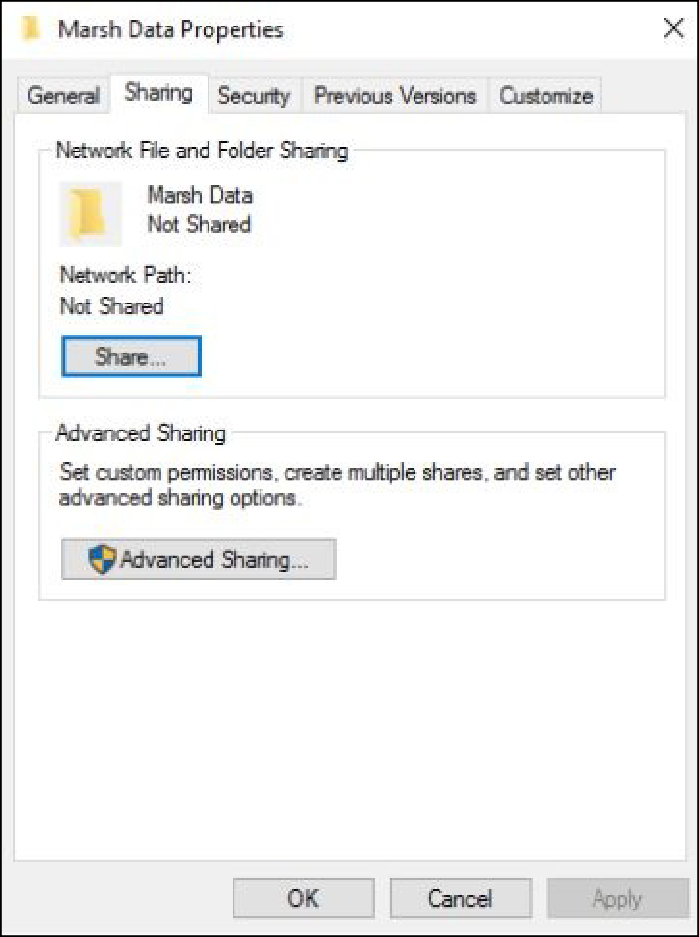 Marsh Data Properties
General Sharing Security Previous Versions Customize
Network File and Folder Sharing
Marsh Data
Not Shared
Network Path:
Not Shared
Share...
Advanced Sharing
Set custom permissions, create multiple shares, and set other
advanced sharing options.
Advanced Sharing...
OK Cancel Apply